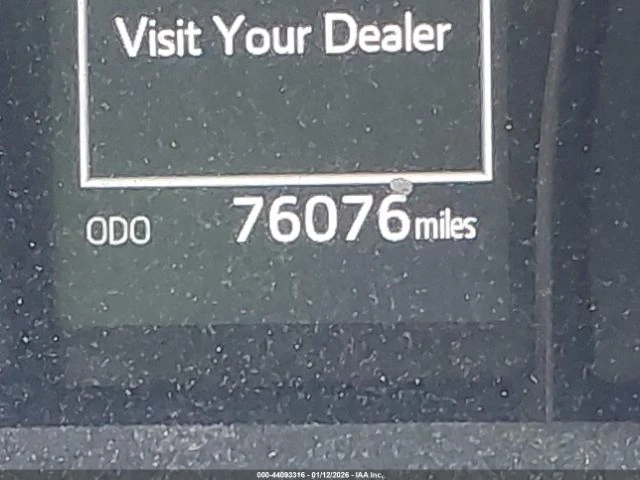 Visit Your Dealer
ODO 76076 miles
000-44093316 - 01/12/2026 - IAA Inc.